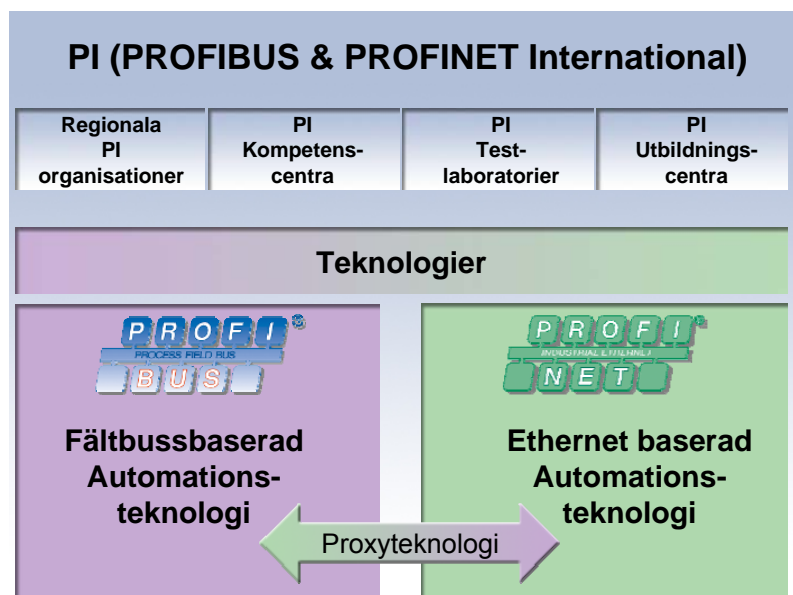 PI (PROFIBUS & PROFINET International)
Regionala
PI
organisationer
PI
Kompetens-
centra
PI
Test-
laboratorier
PI
Utbildnings-
centra
Teknologier
PROFI®
PROCESS FIELD BUS
BUS
PROFI®
INDUSTRIAL ETHERNET
NET
Fältbussbaserad
Automations-
teknologi
Ethernet baserad
Automations-
teknologi
Proxyteknologi